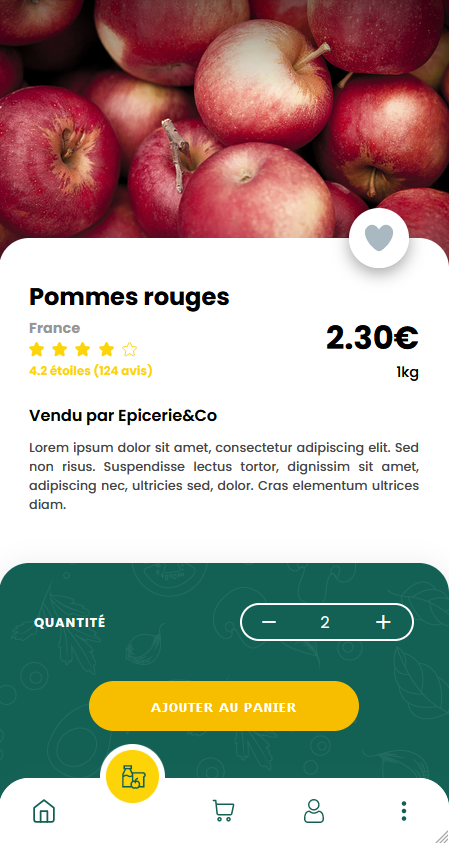 Pommes rouges
France
2.30€
4.2 étoiles (124 avis)
1kg
Vendu par Epicerie&Co
Lorem ipsum dolor sit amet, consectetur adipiscing elit. Sed
non risus. Suspendisse lectus tortor, dignissim sit amet,
adipiscing nec, ultricies sed, dolor. Cras elementum ultrices
diam.
QUANTITÉ
− 2 +
AJOUTER AU PANIER